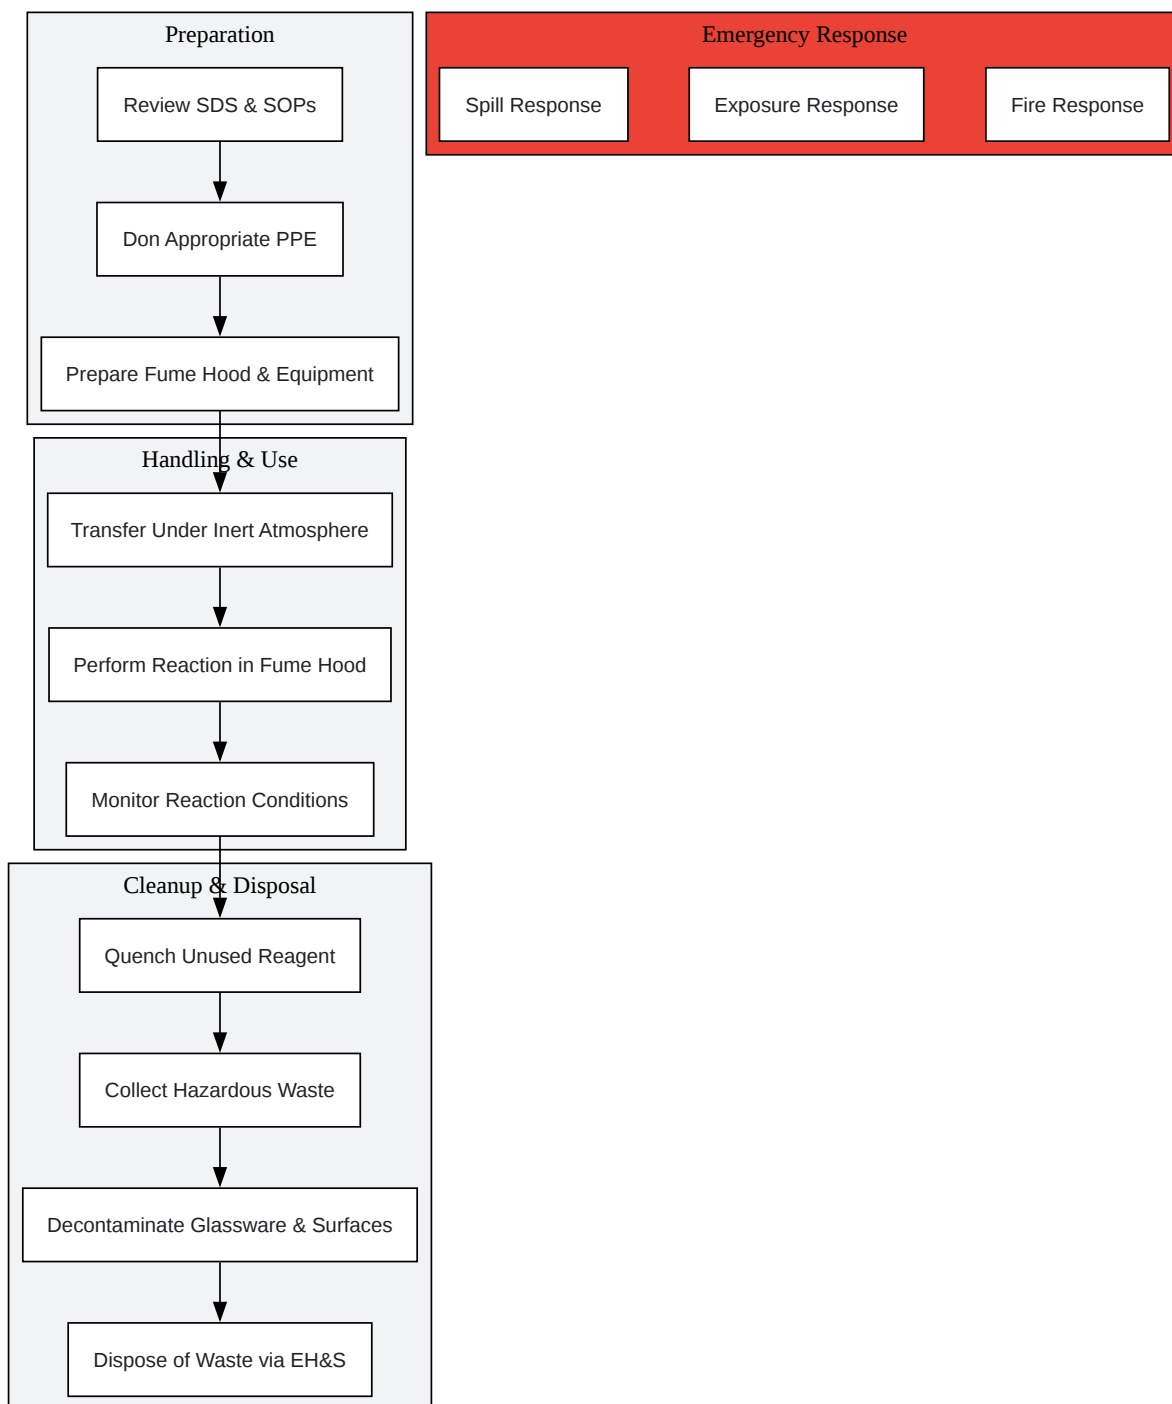 Preparation
Review SDS & SOPs
Don Appropriate PPE
Prepare Fume Hood & Equipment
Handling & Use
Transfer Under Inert Atmosphere
Perform Reaction in Fume Hood
Monitor Reaction Conditions
Cleanup & Disposal
Quench Unused Reagent
Collect Hazardous Waste
Decontaminate Glassware & Surfaces
Dispose of Waste via EH&S
Emergency Response
Spill Response
Exposure Response
Fire Response